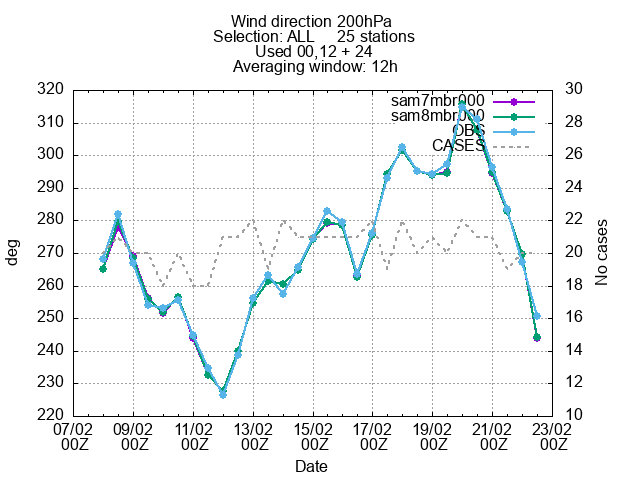 Wind direction 200hPa
Selection: ALL 25 stations
Used 00,12 + 24
Averaging window: 12h
320 30
310 28
300 26
290 24
280 22
270 20
260 18
250 16
240 14
230 12
220 10
sam7mbr000
sam8mbr000
OBS
CASES
deg
No cases
07/02 09/02 11/02 13/02 15/02 17/02 19/02 21/02 23/02
00Z 00Z 00Z 00Z 00Z 00Z 00Z 00Z 00Z
Date